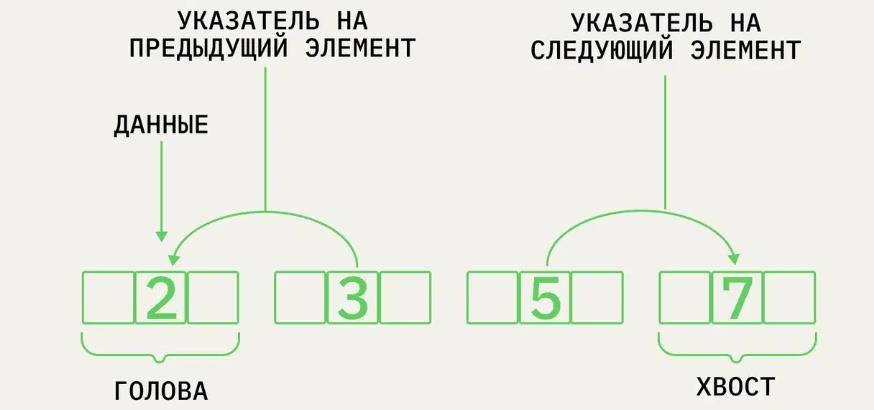 УКАЗАТЕЛЬ НА
ПРЕДЫДУЩИЙ ЭЛЕМЕНТ
УКАЗАТЕЛЬ НА
СЛЕДУЮЩИЙ ЭЛЕМЕНТ
ДАННЫЕ
2 3 5 7
ГОЛОВА
ХВОСТ